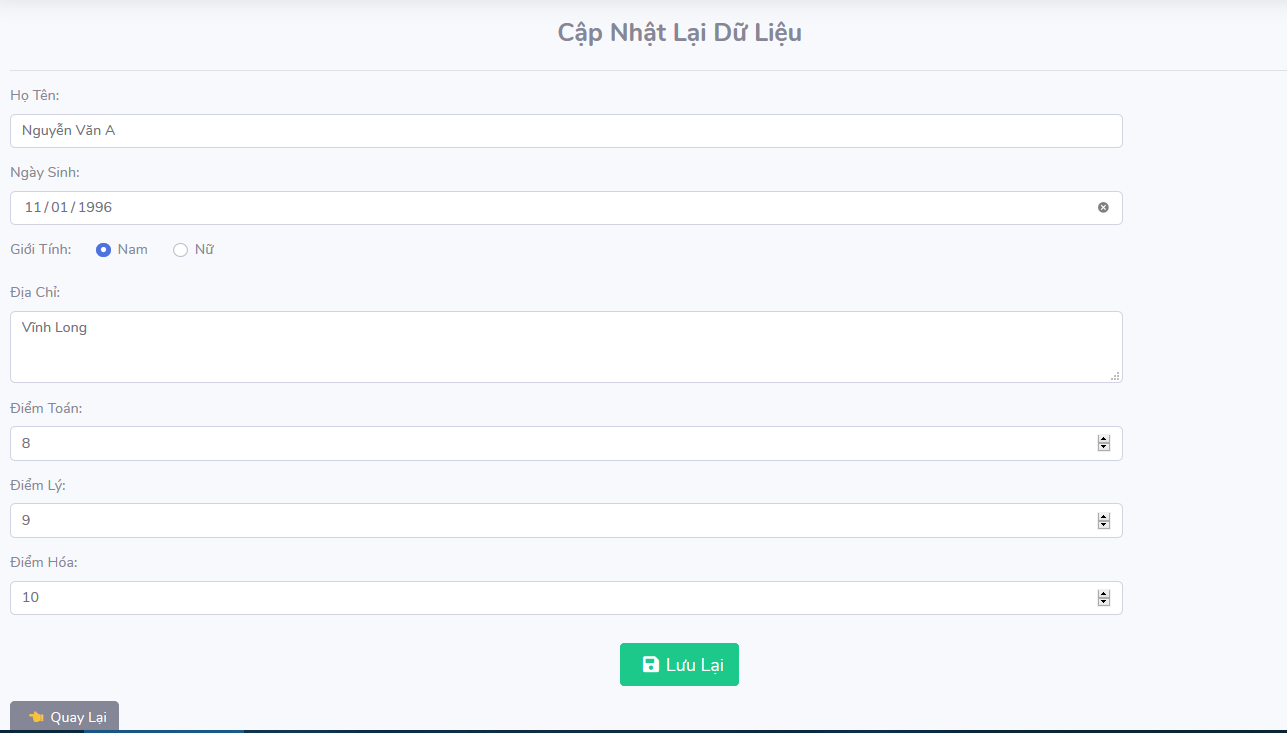 Cập Nhật Lại Dữ Liệu
Họ Tên:
Nguyễn Văn A
Ngày Sinh:
11/01/1996
Giới Tính: Nam Nữ
Địa Chỉ:
Vĩnh Long
Điểm Toán:
8
Điểm Lý:
9
Điểm Hóa:
10
Lưu Lại
Quay Lại